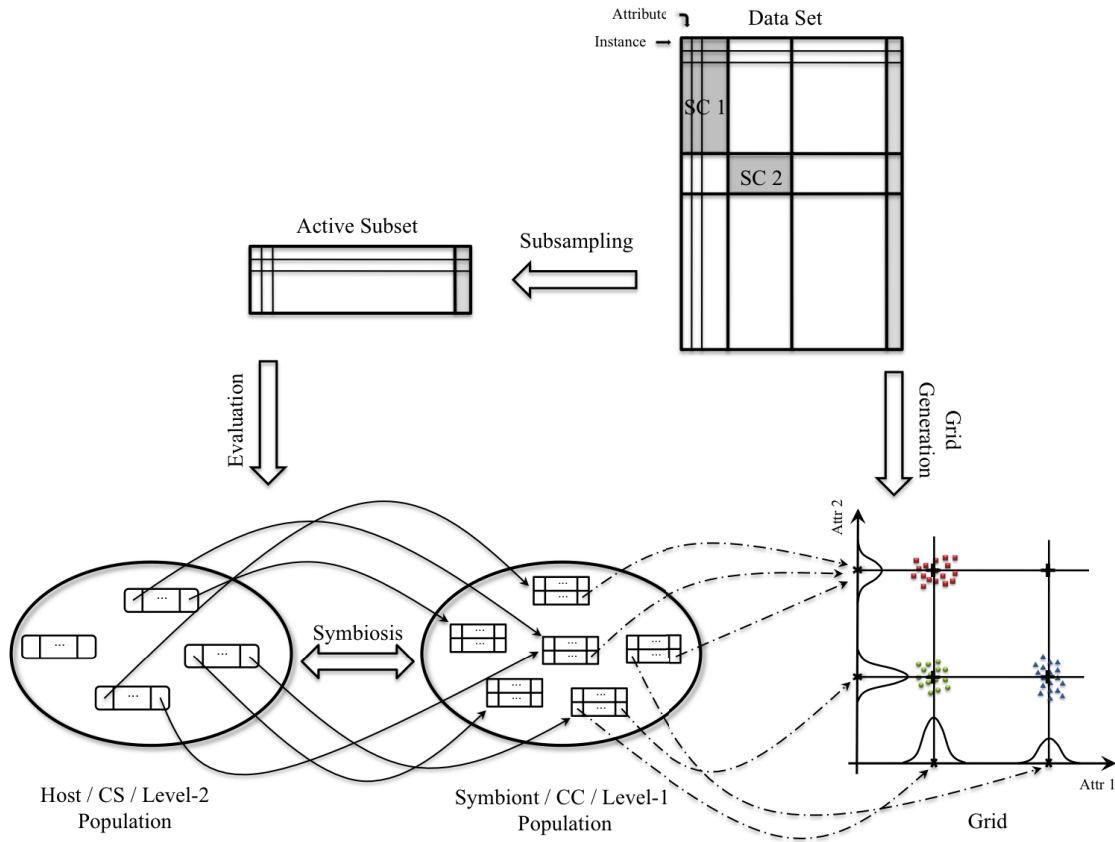 Attribute
Data Set
Instance
SC 1
SC 2
Active Subset
Subsampling
Evaluation
Grid
Generation
Attr 2
...
...
...
...
Symbiosis
...
...
...
...
...
...
...
...
...
...
...
...
Host / CS / Level-2
Population
Symbiont / CC / Level-1
Population
Attr 1
Grid